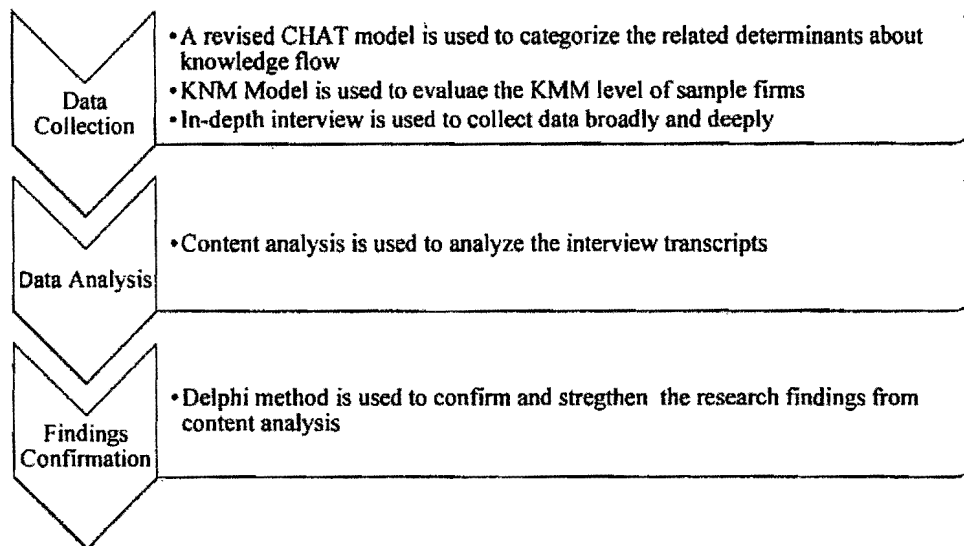 Data
Collection
•A revised CHAT model is used to categorize the related determinants about
knowledge flow
•KNM Model is used to evaluae the KMM level of sample firms
•In-depth interview is used to collect data broadly and deeply
Data Analysis
•Content analysis is used to analyze the interview transcripts
Findings
Confirmation
•Delphi method is used to confirm and stregthen the research findings from
content analysis